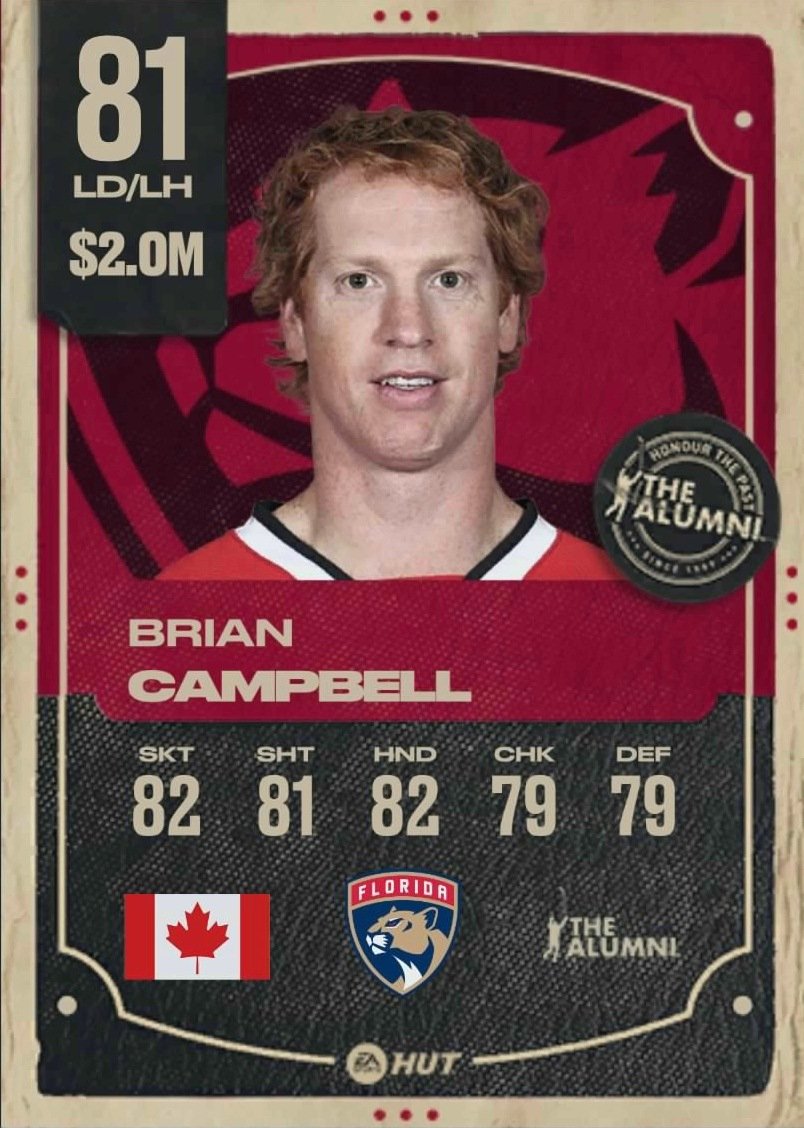 81
LD/LH
$2.0M
HONOUR THE PAST
THE
ALUMNI
BRIAN
CAMPBELL
SKT SHT HND CHK DEF
82 81 82 79 79
FLORIDA
THE
ALUMNI
EA HUT